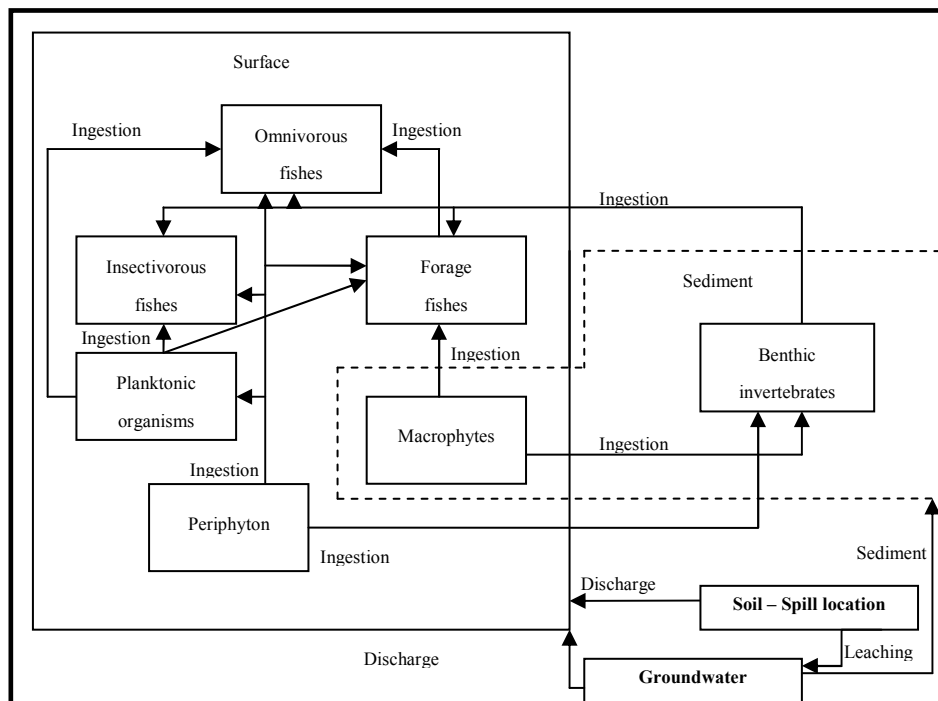 Surface
Ingestion
Omnivorous
fishes
Ingestion
Ingestion
Insectivorous
fishes
Forage
fishes
Sediment
Ingestion
Ingestion
Planktonic
organisms
Macrophytes
Benthic
invertebrates
Ingestion
Ingestion
Periphyton
Ingestion
Sediment
Discharge
Soil – Spill location
Leaching
Discharge
Groundwater